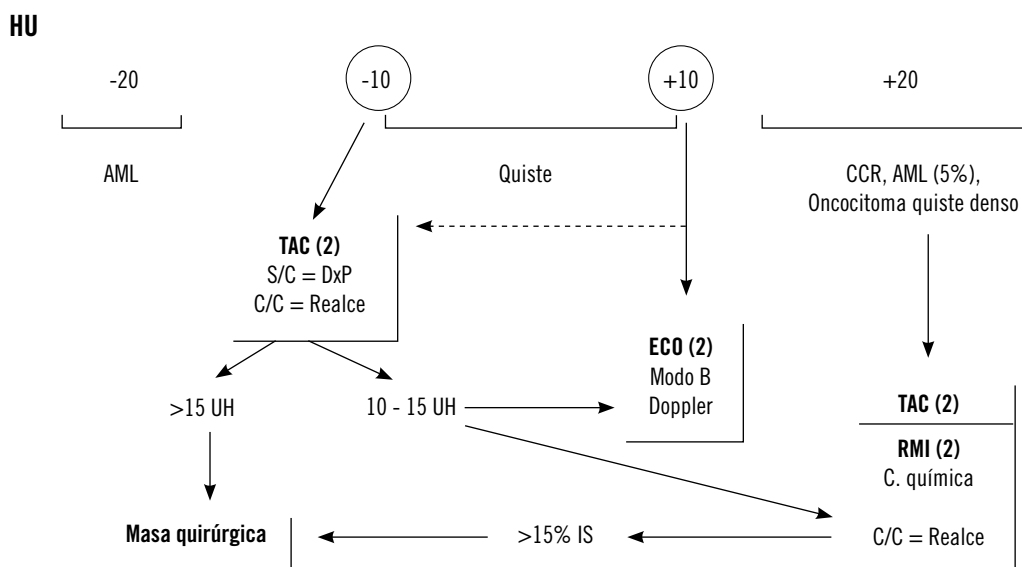 HU
-20
-10
+10
+20
AML
Quiste
CCR, AML (5%),
Oncocitoma quiste denso
TAC (2)
S/C = DxP
C/C = Realce
ECO (2)
Modo B
Doppler
>15 UH
10 - 15 UH
TAC (2)
RMI (2)
C. química
C/C = Realce
>15% IS
Masa quirúrgica